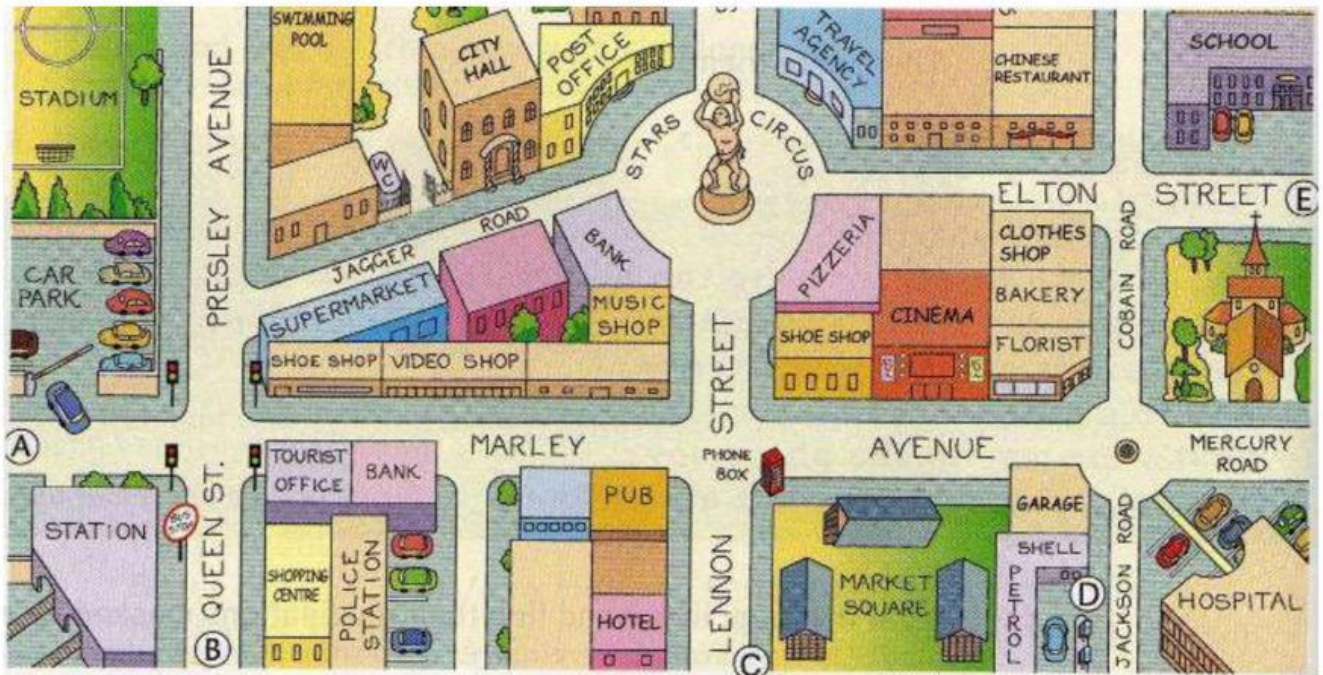 SWIMMING
POOL
CITY
HALL
POST
OFFICE
TRAVEL
AGENCY
CHINESE
RESTAURANT
SCHOOL
STADIUM
PRESLEY AVENUE
WC
STARS CIRCUS
ELTON STREET
E
CAR
PARK
JAGGER ROAD
BANK
SUPERMARKET
MUSIC
SHOP
PIZZERIA
CLOTHES
SHOP
CINEMA
BAKERY
COBAIN ROAD
SHOE SHOP
VIDEO SHOP
SHOE SHOP
FLORIST
A
MARLEY AVENUE
LENNON STREET
PHONE
BOX
MERCURY
ROAD
STATION
BUS
STOP
QUEEN ST.
B
TOURIST
OFFICE
BANK
SHOPPING
CENTRE
POLICE
STATION
PUB
HOTEL
C
MARKET
SQUARE
GARAGE
SHELL
PETROL
D
JACKSON ROAD
HOSPITAL